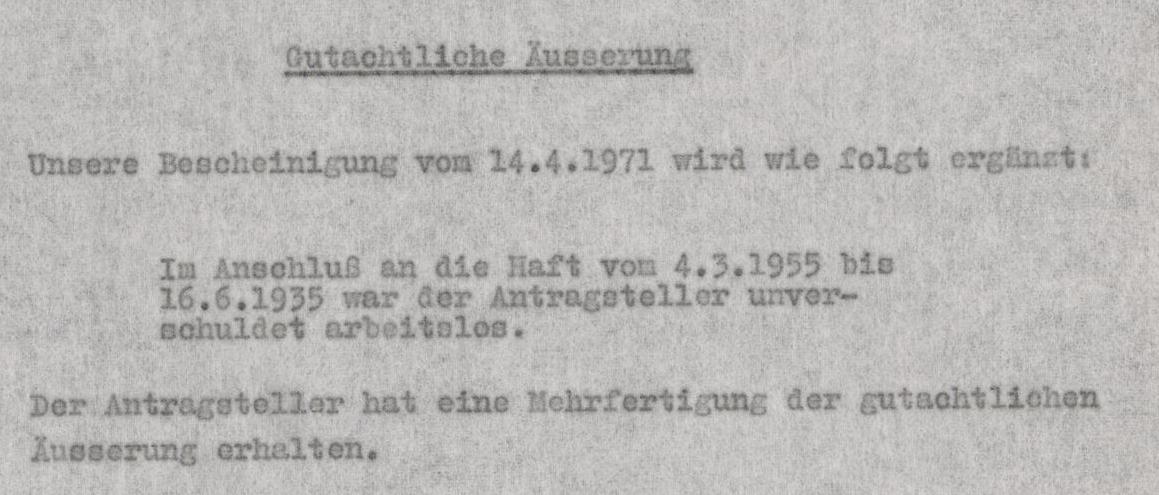 Gutachtliche Äusserung
Unsere Bescheinigung vom 14.4.1971 wird wie folgt ergänzt:
Im Anschluß an die Haft vom 4.3.1955 bis
16.6.1935 war der Antragsteller unver-
schuldet arbeitslos.
Der Antragsteller hat eine Mehrfertigung der gutachtlichen
Äusserung erhalten.